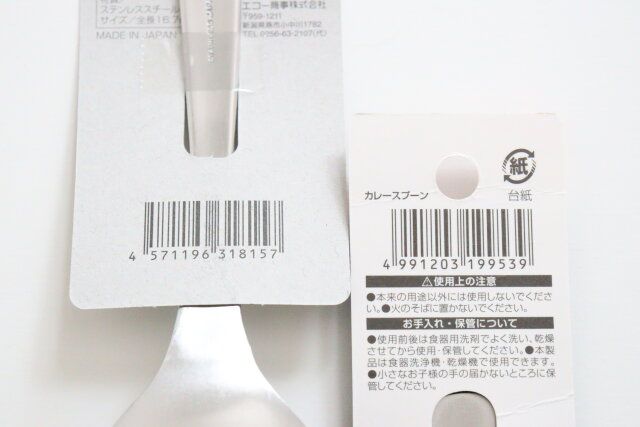 ステンレススチール
サイズ/全長16.7
MADE IN JAPAN
エコー商事株式会社
〒959-1211
新潟県燕市小中川1782
TEL 0256-63-2107(代)
4 571196 318157
紙
台紙
カレースプーン
4 991203 199539
⚠使用上の注意
●本来の用途以外には使用しないでくださ
い。●火のそばに置かないでください。
お手入れ・保管について
●使用前後は食器用洗剤でよく洗い、乾燥
させてから使用・保管してください。●本製
品は食器洗浄機・乾燥機で使用できます。
●小さなお子様の手の届かないところに保
管してください。